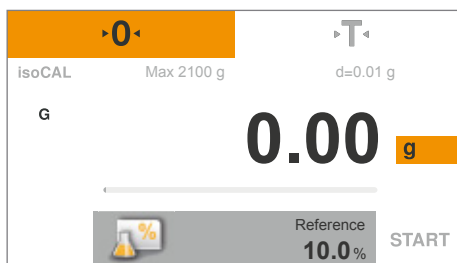 ▸0◂ ▸T◂
isoCAL Max 2100 g d=0.01 g
G
0.00 g
%
Reference
10.0 %
START